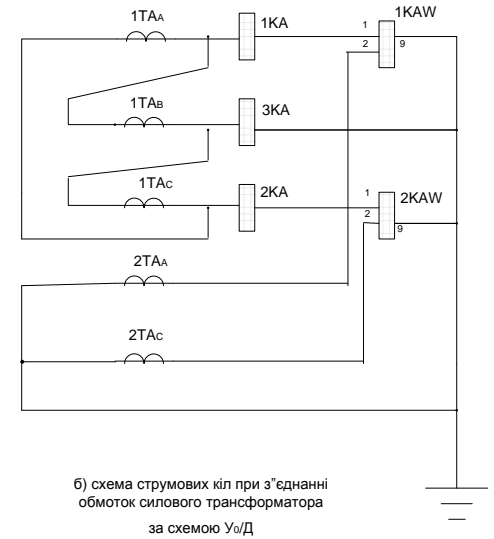 1TAA 1KA 1KAW
1
2 9
1TAB 3KA
1TAC 2KA 2KAW
1
2 9
2TAA
2TAC
б) схема струмових кіл при з"єднанні
обмоток силового трансформатора
за схемою У0/Д